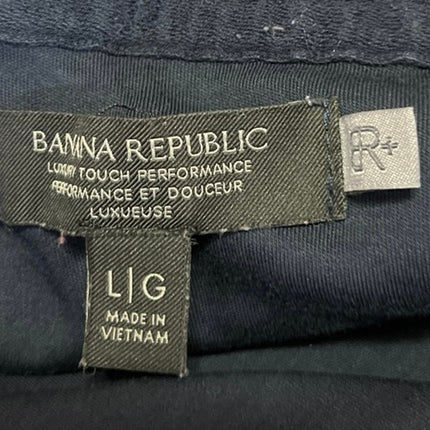 BANANA REPUBLIC
LUXURY TOUCH PERFORMANCE
PERFORMANCE ET DOUCEUR
LUXUEUSE
R+
L|G
MADE IN
VIETNAM